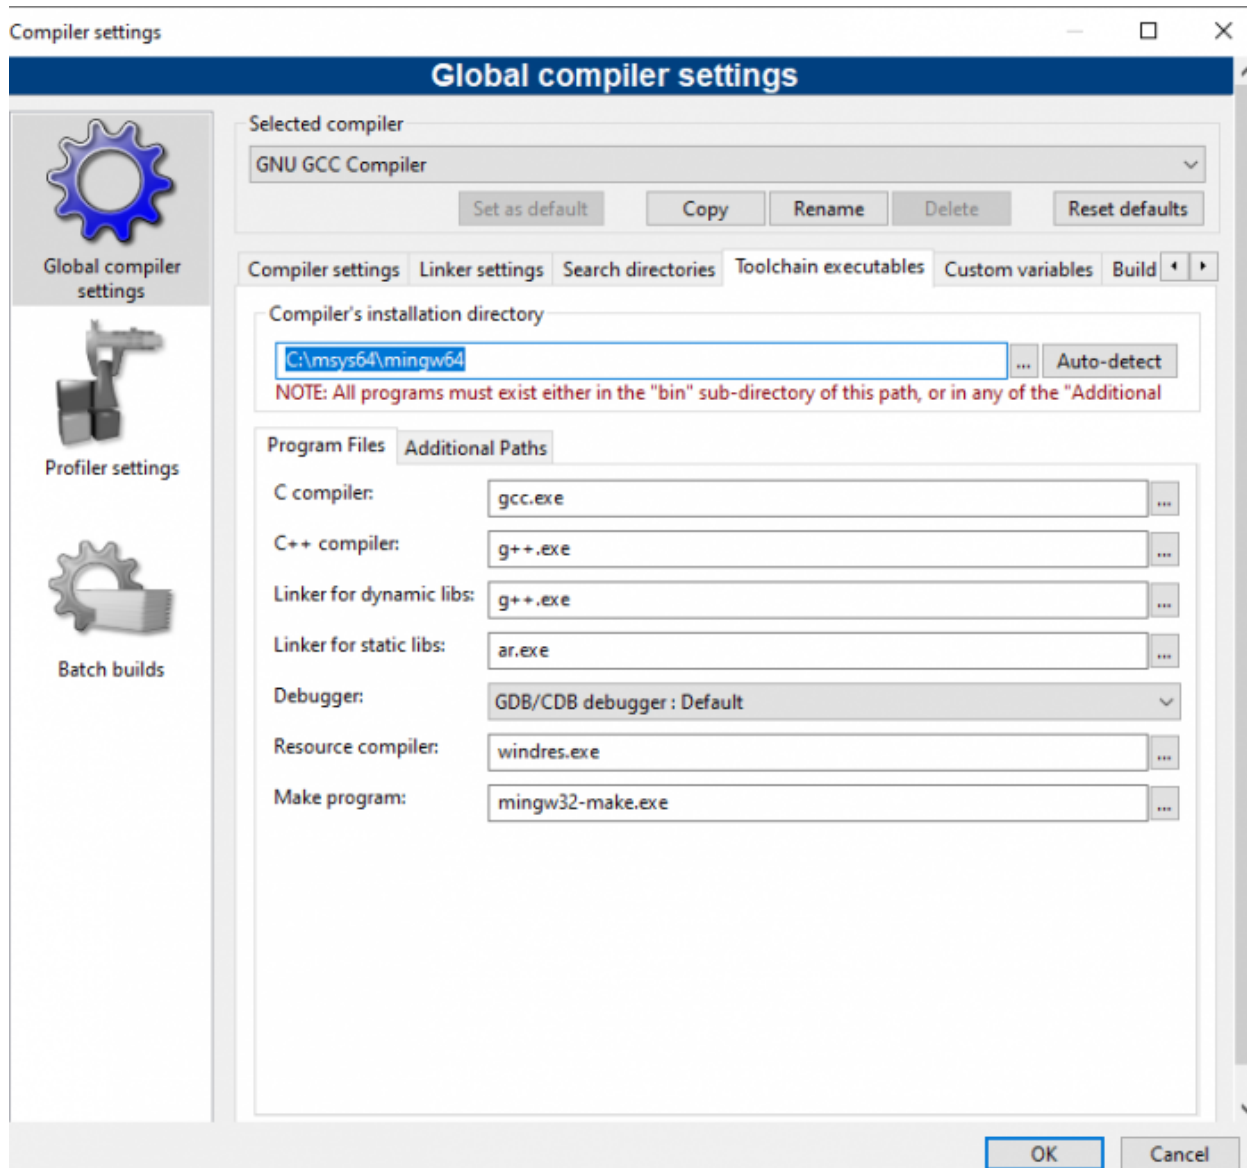 Compiler settings
Global compiler settings
Global compiler
settings
Profiler settings
Batch builds
Selected compiler
GNU GCC Compiler
Set as default Copy Rename Delete Reset defaults
Compiler settings Linker settings Search directories Toolchain executables Custom variables Build
Compiler's installation directory
C:\msys64\mingw64 ... Auto-detect
NOTE: All programs must exist either in the "bin" sub-directory of this path, or in any of the "Additional
Program Files Additional Paths
C compiler: gcc.exe ...
C++ compiler: g++.exe ...
Linker for dynamic libs: g++.exe ...
Linker for static libs: ar.exe ...
Debugger: GDB/CDB debugger : Default
Resource compiler: windres.exe ...
Make program: mingw32-make.exe ...
OK Cancel